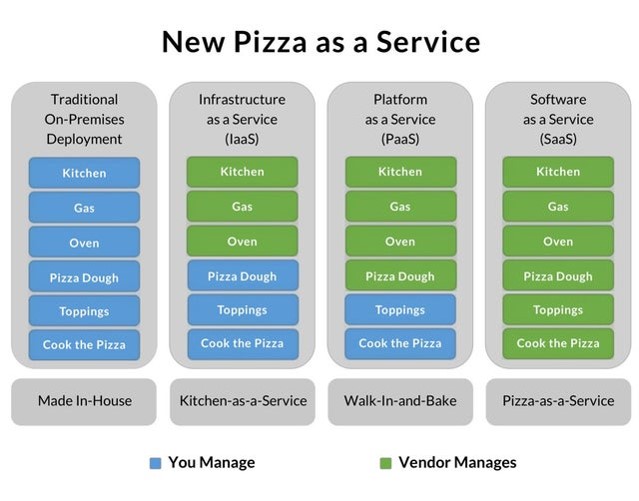 New Pizza as a Service
Traditional
On-Premises
Deployment
Kitchen
Gas
Oven
Pizza Dough
Toppings
Cook the Pizza
Made In-House
Infrastructure
as a Service
(IaaS)
Kitchen
Gas
Oven
Pizza Dough
Toppings
Cook the Pizza
Kitchen-as-a-Service
Platform
as a Service
(PaaS)
Kitchen
Gas
Oven
Pizza Dough
Toppings
Cook the Pizza
Walk-In-and-Bake
Software
as a Service
(SaaS)
Kitchen
Gas
Oven
Pizza Dough
Toppings
Cook the Pizza
Pizza-as-a-Service
You Manage
Vendor Manages